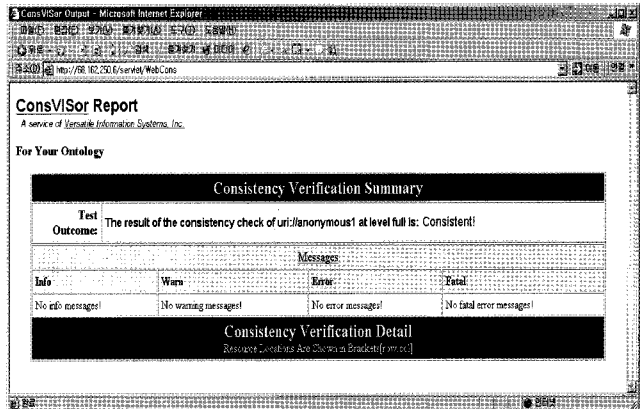 ConsVISor Output - Microsoft Internet Explorer
http://68,162,250,6/servlet/WebCons
ConsVISor Report
A service of Versatile Information Systems, Inc.
For Your Ontology
Consistency Verification Summary
Test Outcome: The result of the consistency check of uri://anonymous1 at level full is: Consistent!
Messages
Info Warn Error Fatal
No info messages! No warning messages! No error messages! No fatal error messages!
Consistency Verification Detail
Resource Locations Are Shown in Brackets[row,col]